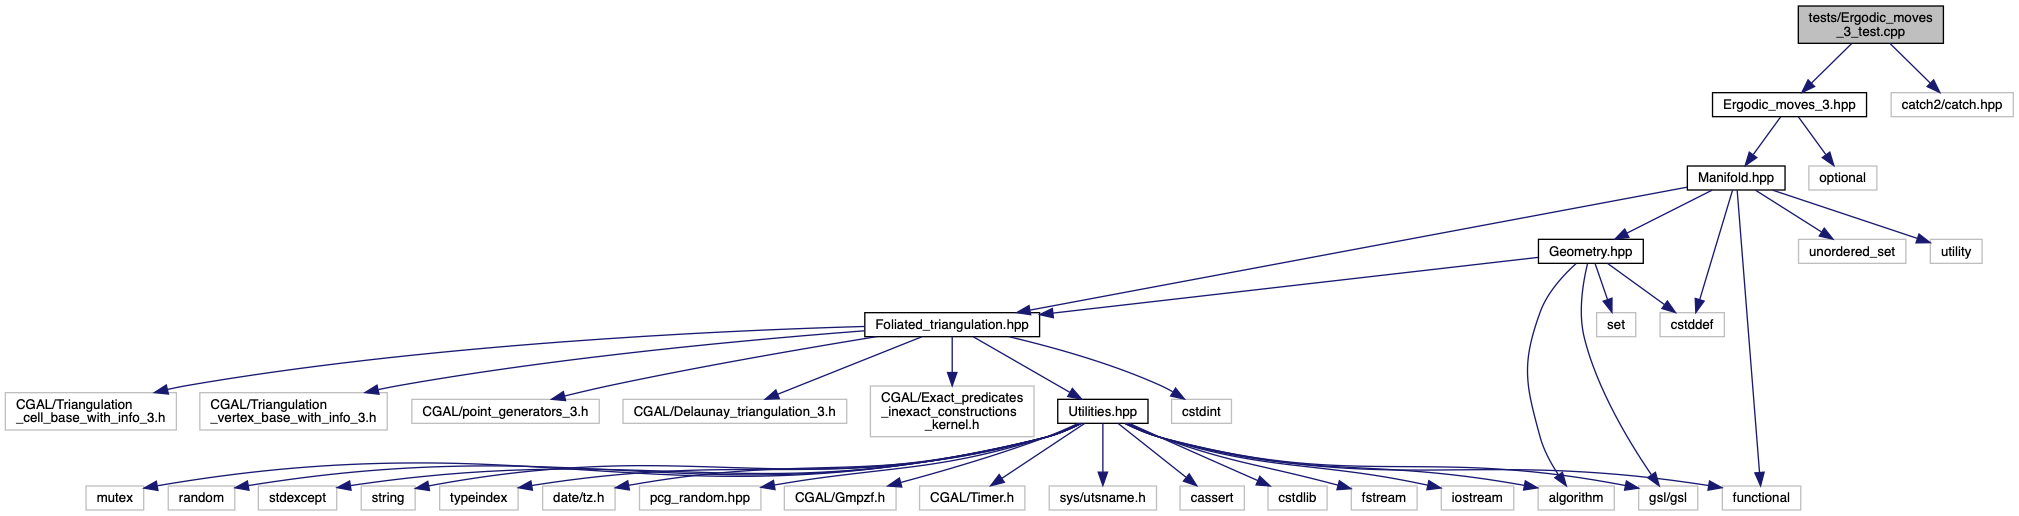 tests/Ergodic_moves
_3_test.cpp
Ergodic_moves_3.hpp
catch2/catch.hpp
Manifold.hpp
optional
Geometry.hpp
unordered_set
utility
Foliated_triangulation.hpp
set
cstddef
CGAL/Triangulation
_cell_base_with_info_3.h
CGAL/Triangulation
_vertex_base_with_info_3.h
CGAL/point_generators_3.h
CGAL/Delaunay_triangulation_3.h
CGAL/Exact_predicates
_inexact_constructions
_kernel.h
Utilities.hpp
cstdint
mutex
random
stdexcept
string
typeindex
date/tz.h
pcg_random.hpp
CGAL/Gmpzf.h
CGAL/Timer.h
sys/utsname.h
cassert
cstdlib
fstream
iostream
algorithm
gsl/gsl
functional